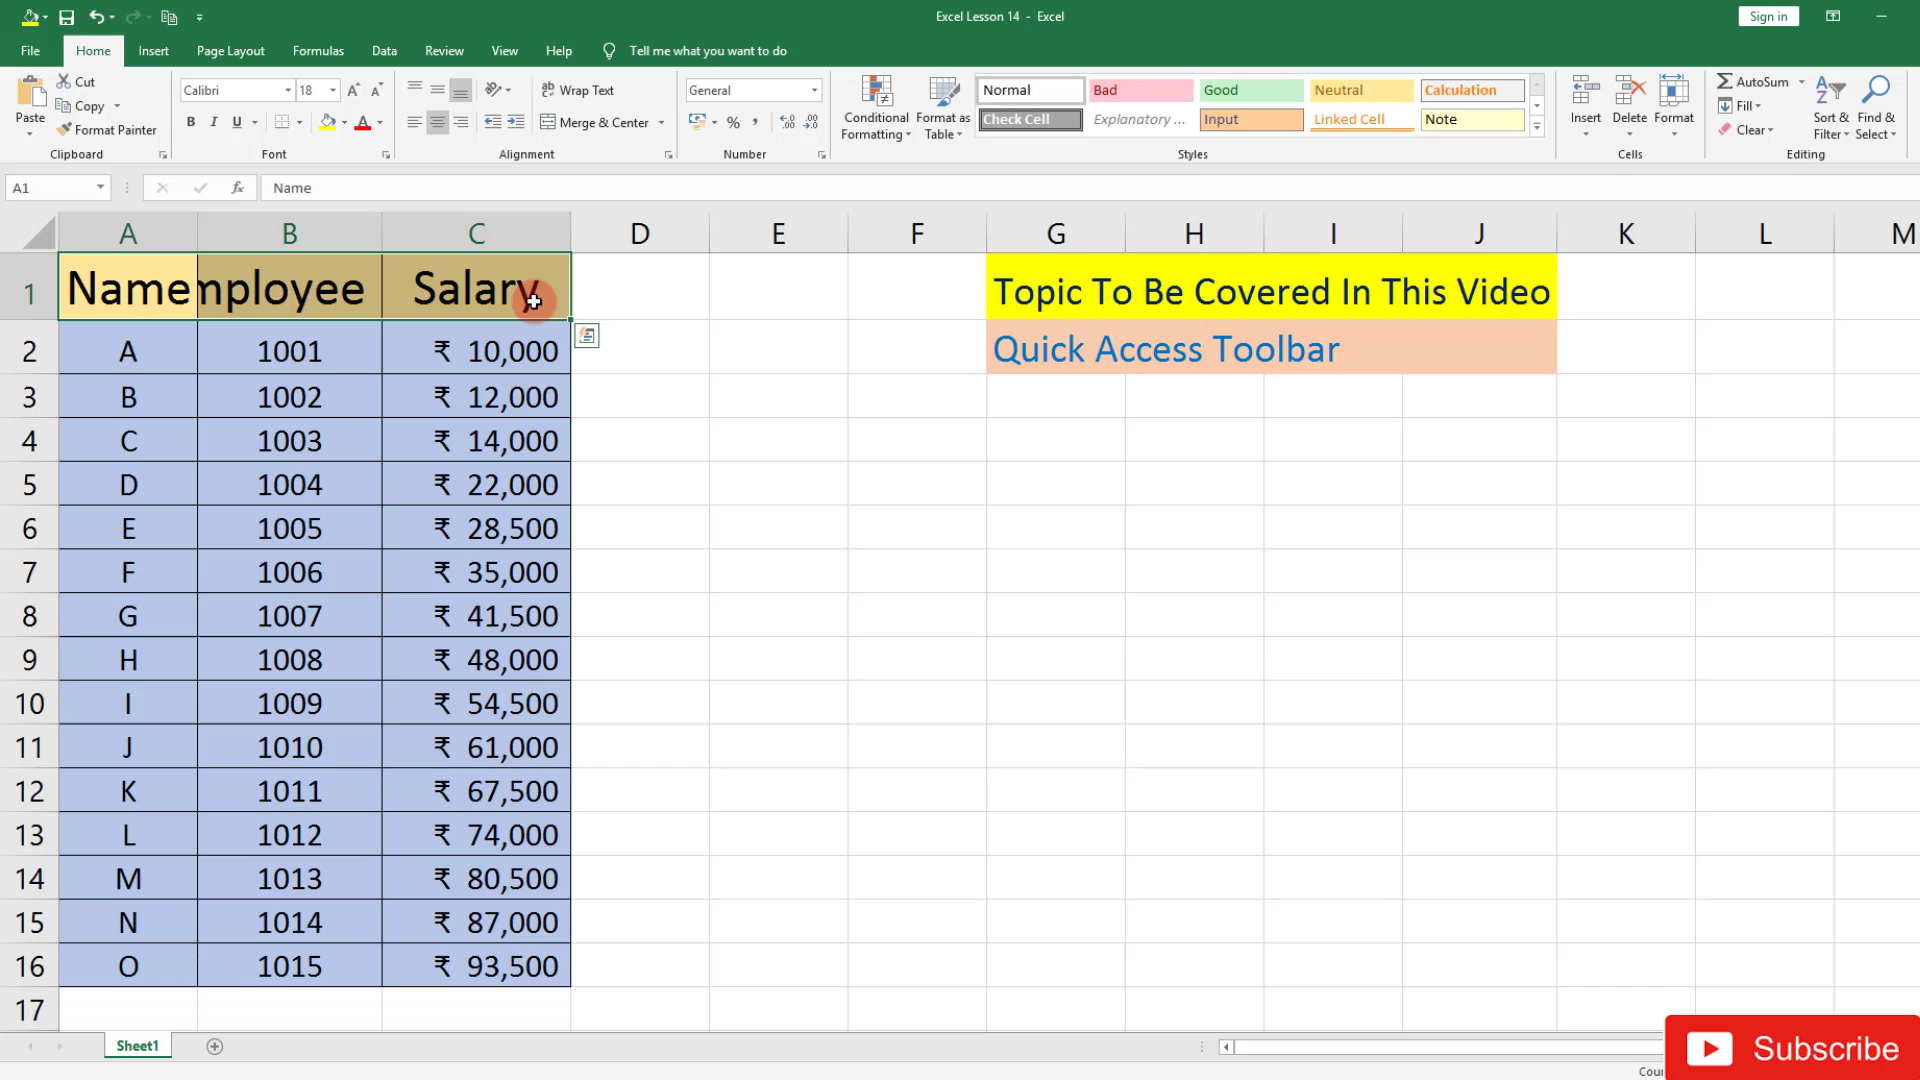 Excel Lesson 14 - Excel
Sign in
File Home Insert Page Layout Formulas Data Review View Help Tell me what you want to do
Paste
Cut
Copy
Format Painter
Clipboard
Calibri 18
B I U
Font
Wrap Text
Merge & Center
Alignment
General
%
Number
Conditional Formatting
Format as Table
Normal Bad Good Neutral Calculation
Check Cell Explanatory ... Input Linked Cell Note
Styles
Insert Delete Format
Cells
AutoSum
Fill
Clear
Sort & Filter
Find & Select
Editing
A1 fx Name
A B C D E F G H I J K L M
1 Name mployee Salary Topic To Be Covered In This Video
2 A 1001 ₹ 10,000 Quick Access Toolbar
3 B 1002 ₹ 12,000
4 C 1003 ₹ 14,000
5 D 1004 ₹ 22,000
6 E 1005 ₹ 28,500
7 F 1006 ₹ 35,000
8 G 1007 ₹ 41,500
9 H 1008 ₹ 48,000
10 I 1009 ₹ 54,500
11 J 1010 ₹ 61,000
12 K 1011 ₹ 67,500
13 L 1012 ₹ 74,000
14 M 1013 ₹ 80,500
15 N 1014 ₹ 87,000
16 O 1015 ₹ 93,500
17
Sheet1
Subscribe
Cou